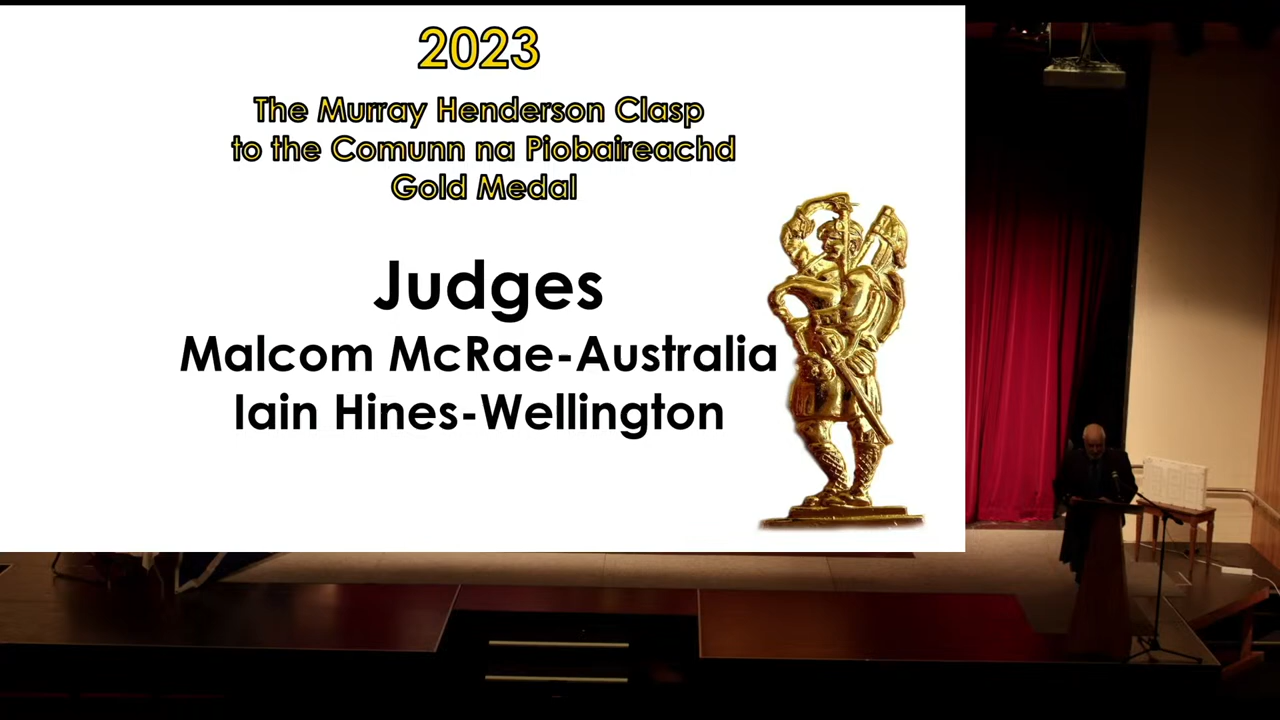 2023
The Murray Henderson Clasp
to the Comunn na Piobaireachd
Gold Medal
Judges
Malcom McRae-Australia
Iain Hines-Wellington